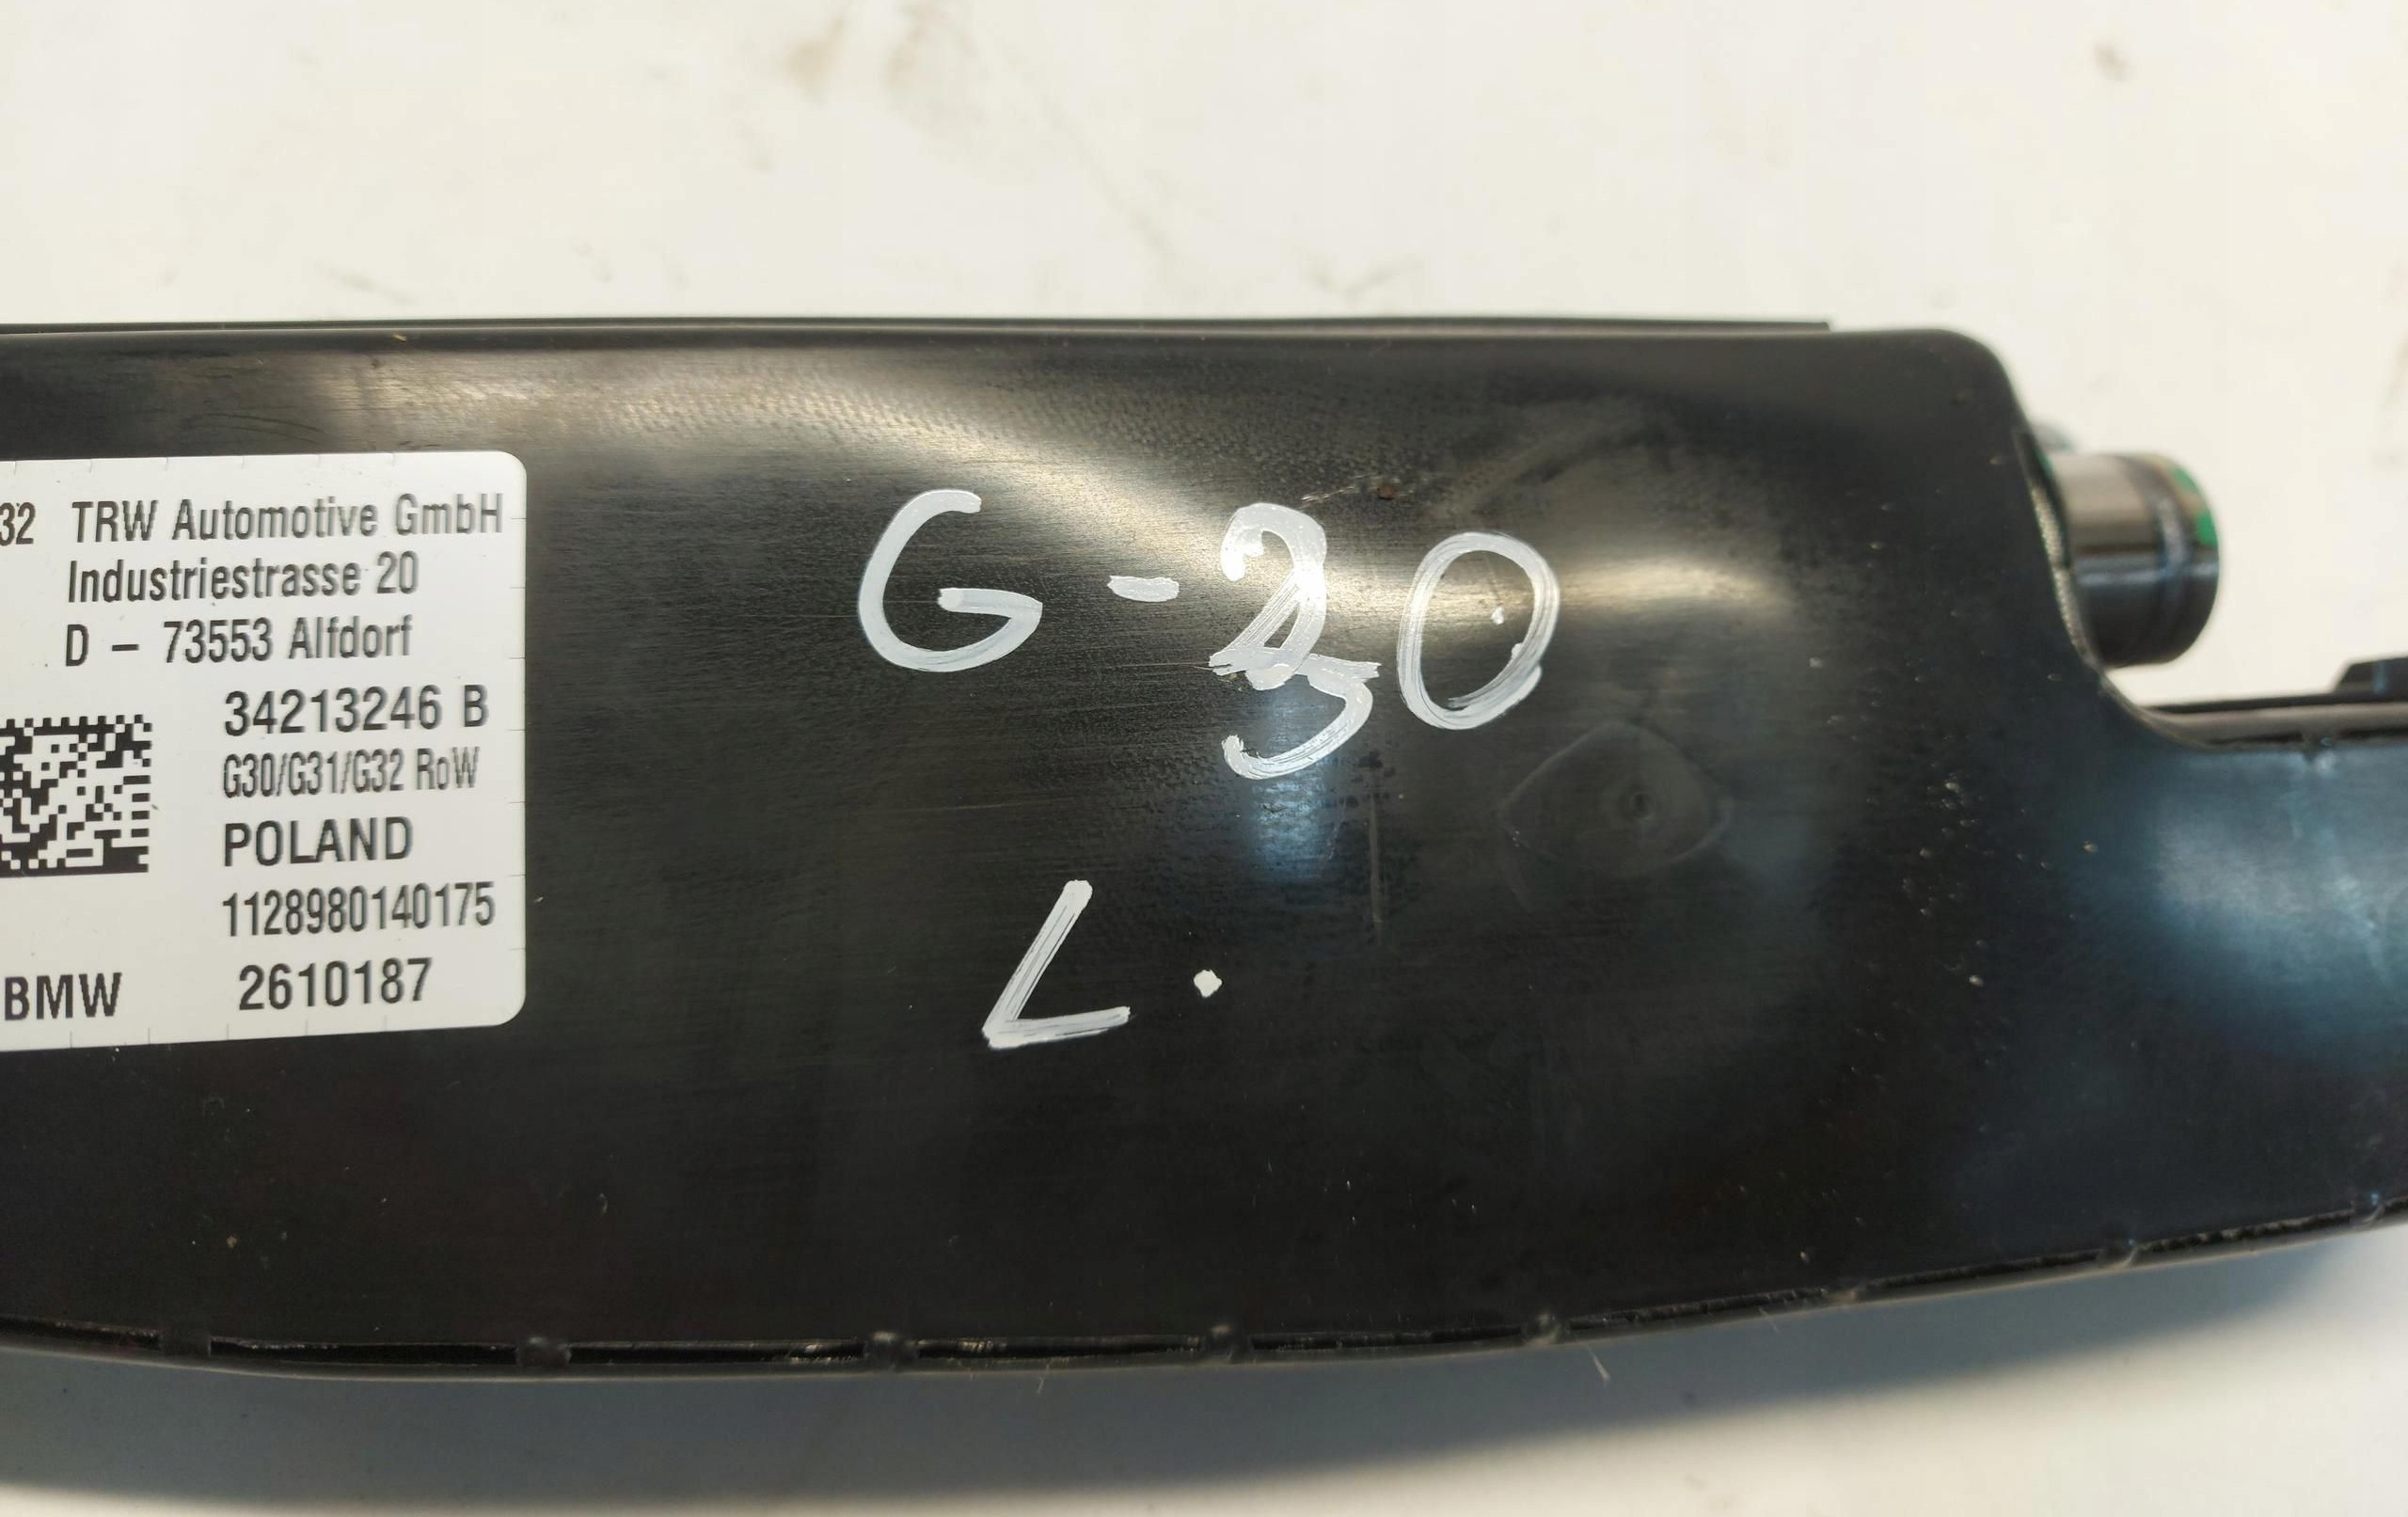 32 TRW Automotive GmbH
Industriestrasse 20
D – 73553 Alfdorf
34213246 B
G30/G31/G32 RoW
POLAND
1128980140175
BMW 2610187
G-30
L.